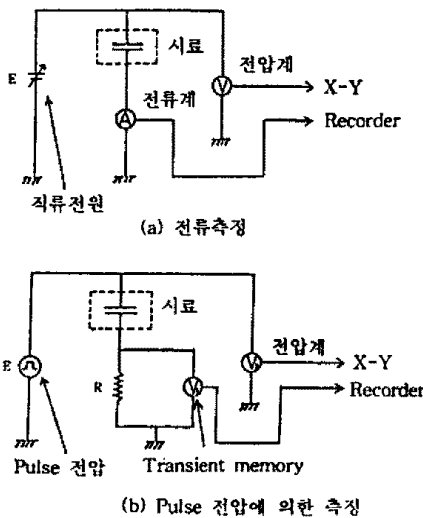 시료
전압계
E
V
X-Y
전류계
A
Recorder
직류전원
(a) 전류측정
시료
전압계
E
V
X-Y
R
V
Recorder
Pulse 전압
Transient memory
(b) Pulse 전압에 의한 측정